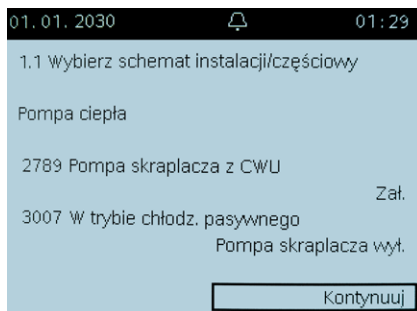 01.01.2030 01:29
1.1 Wybierz schemat instalacji/częściowy
Pompa ciepła
2789 Pompa skraplacza z CWU
Zał.
3007 W trybie chłodz. pasywnego
Pompa skraplacza wył.
Kontynuuj